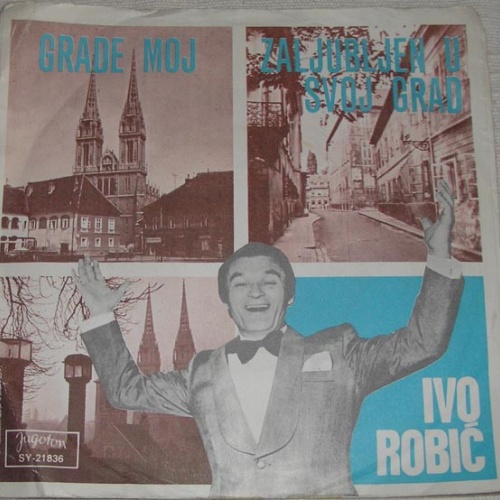 GRADE MOJ
ZALJUBLJEN U
SVOJ GRAD
IVO
ROBIĆ
Jugoton
SY-21836